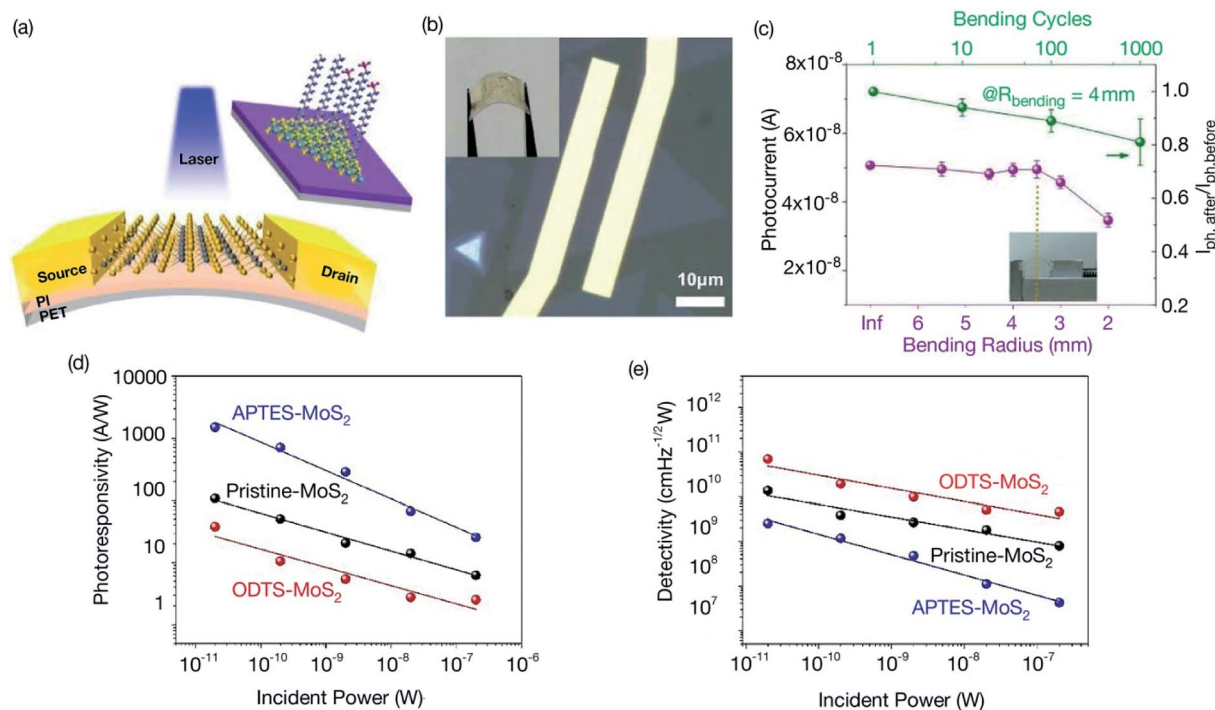 (a)
Laser
Source
Drain
PI
PET
(b)
10μm
(c)
Bending Cycles
1 10 100 1000
8x10⁻⁸
6x10⁻⁸
4x10⁻⁸
2x10⁻⁸
Photocurrent (A)
@R_bending = 4mm
1.0
0.8
0.6
0.4
0.2
I_ph, after/I_ph,before
Inf 6 5 4 3 2
Bending Radius (mm)
(d)
10000
1000
100
10
1
Photoresponsivity (A/W)
APTES-MoS₂
Pristine-MoS₂
ODTS-MoS₂
10⁻¹¹ 10⁻¹⁰ 10⁻⁹ 10⁻⁸ 10⁻⁷ 10⁻⁶
Incident Power (W)
(e)
10¹²
10¹¹
10¹⁰
10⁹
10⁸
10⁷
Detectivity (cmHz⁻¹/²W)
ODTS-MoS₂
Pristine-MoS₂
APTES-MoS₂
10⁻¹¹ 10⁻¹⁰ 10⁻⁹ 10⁻⁸ 10⁻⁷
Incident Power (W)